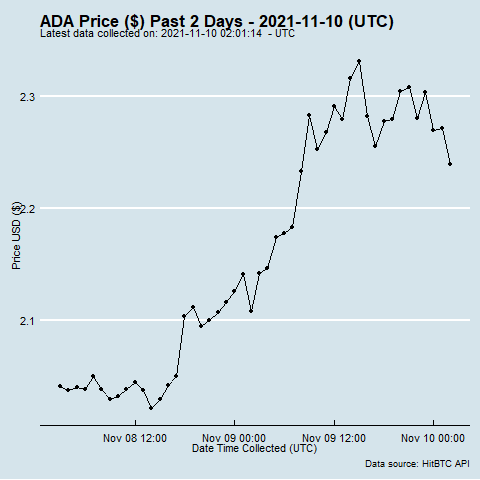 ADA Price ($) Past 2 Days - 2021-11-10 (UTC)
Latest data collected on: 2021-11-10 02:01:14  - UTC
2.3
2.2
2.1
Price USD ($)
Nov 08 12:00
Nov 09 00:00
Nov 09 12:00
Nov 10 00:00
Date Time Collected (UTC)
Data source: HitBTC API